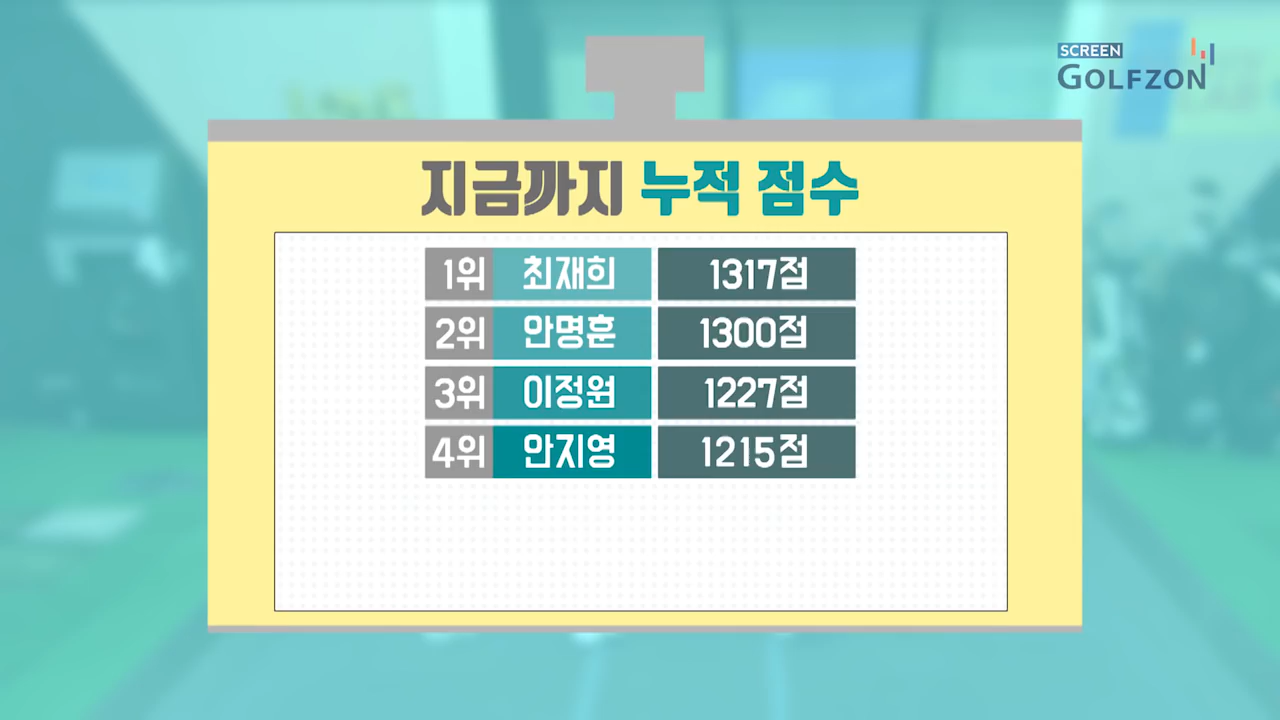 SCREEN
GOLFZON
지금까지 누적 점수
1위 최재희 1317점
2위 안명훈 1300점
3위 이정원 1227점
4위 안지영 1215점